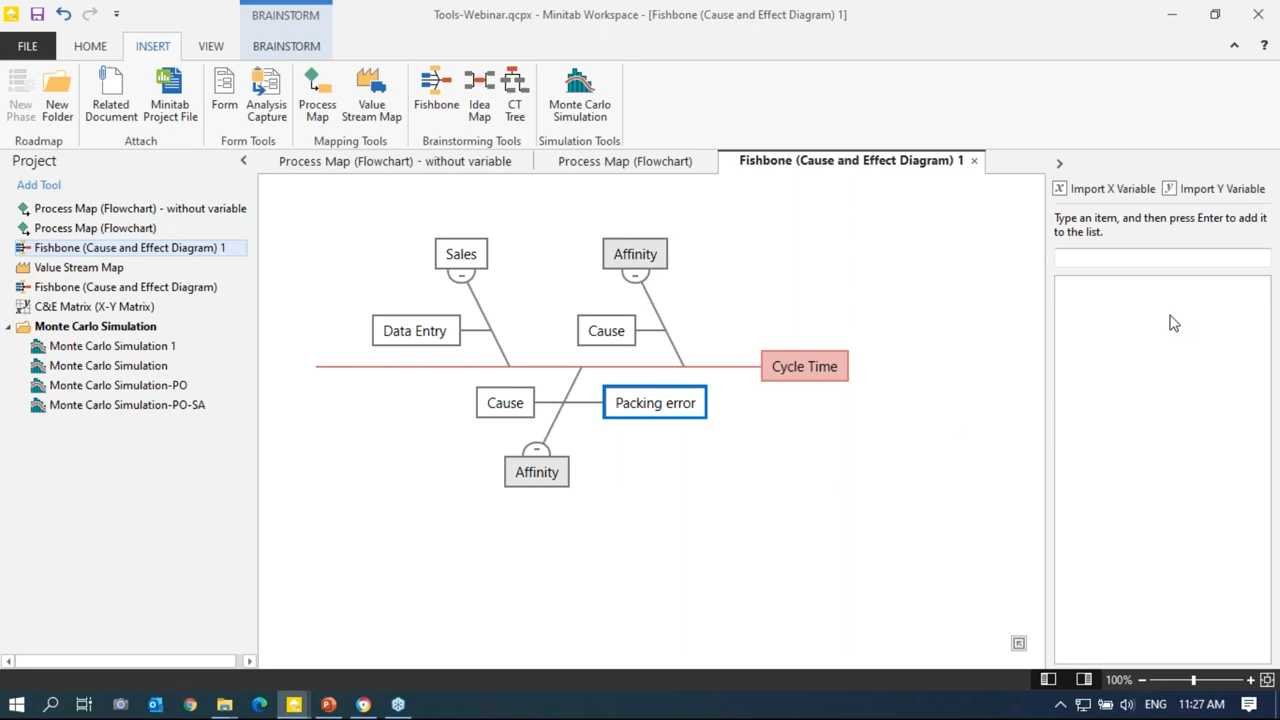 BRAINSTORM
Tools-Webinar.qcpx - Minitab Workspace - [Fishbone (Cause and Effect Diagram) 1]
FILE HOME INSERT VIEW BRAINSTORM
New Phase
New Folder
Related Document
Minitab Project File
Form
Analysis Capture
Process Map
Value Stream Map
Fishbone
Idea Map
CT Tree
Monte Carlo Simulation
Roadmap Attach Form Tools Mapping Tools Brainstorming Tools Simulation Tools
Project
Add Tool
Process Map (Flowchart) - without variable
Process Map (Flowchart)
Fishbone (Cause and Effect Diagram) 1
Value Stream Map
Fishbone (Cause and Effect Diagram)
C&E Matrix (X-Y Matrix)
Monte Carlo Simulation
Monte Carlo Simulation 1
Monte Carlo Simulation
Monte Carlo Simulation-PO
Monte Carlo Simulation-PO-SA
Process Map (Flowchart) - without variable
Process Map (Flowchart)
Fishbone (Cause and Effect Diagram) 1
Sales
Affinity
Data Entry
Cause
Cycle Time
Cause
Packing error
Affinity
x Import X Variable y Import Y Variable
Type an item, and then press Enter to add it
to the list.
100%
ENG 11:27 AM